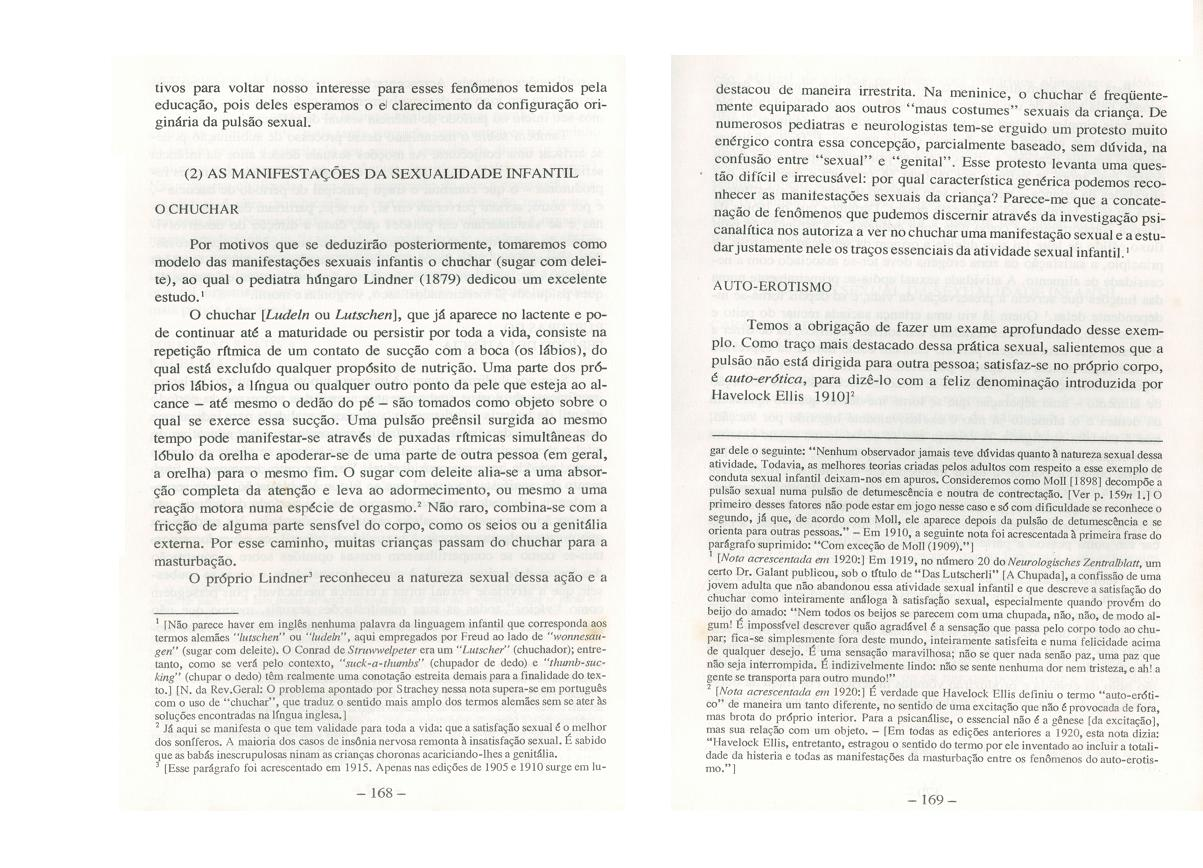 tivos para voltar nosso interesse para esses fenômenos temidos pela
educação, pois deles esperamos o e clarecimento da configuração ori-
ginária da pulsão sexual.
(2) AS MANIFESTAÇÕES DA SEXUALIDADE INFANTIL
O CHUCHAR
Por motivos que se deduzirão posteriormente, tomaremos como
modelo das manifestações sexuais infantis o chuchar (sugar com delei-
te), ao qual o pediatra húngaro Lindner (1879) dedicou um excelente
estudo.¹
O chuchar [Ludeln ou Lutschen], que já aparece no lactente e po-
de continuar até a maturidade ou persistir por toda a vida, consiste na
repetição rítmica de um contato de sucção com a boca (os lábios), do
qual está excluído qualquer propósito de nutrição. Uma parte dos pró-
prios lábios, a língua ou qualquer outro ponto da pele que esteja ao al-
cance – até mesmo o dedão do pé – são tomados como objeto sobre o
qual se exerce essa sucção. Uma pulsão preênsil surgida ao mesmo
tempo pode manifestar-se através de puxadas rítmicas simultâneas do
lóbulo da orelha e apoderar-se de uma parte de outra pessoa (em geral,
a orelha) para o mesmo fim. O sugar com deleite alia-se a uma absor-
ção completa da atenção e leva ao adormecimento, ou mesmo a uma
reação motora numa espécie de orgasmo.² Não raro, combina-se com a
fricção de alguma parte sensível do corpo, como os seios ou a genitália
externa. Por esse caminho, muitas crianças passam do chuchar para a
masturbação.
O próprio Lindner³ reconheceu a natureza sexual dessa ação e a
¹ [Não parece haver em inglês nenhuma palavra da linguagem infantil que corresponda aos
termos alemães “lutschen” ou “ludeln”, aqui empregados por Freud ao lado de “wonnesau-
gen” (sugar com deleite). O Conrad de Struwwelpeter era um “Lutscher” (chuchador); entre-
tanto, como se verá pelo contexto, “suck-a-thumbs” (chupador de dedo) e “thumb-suc-
king” (chupar o dedo) têm realmente uma conotação estreita demais para a finalidade do tex-
to.] [N. da Rev.Geral: O problema apontado por Strachey nessa nota supera-se em português
com o uso de “chuchar”, que traduz o sentido mais amplo dos termos alemães sem se ater às
soluções encontradas na língua inglesa.]
² Já aqui se manifesta o que tem validade para toda a vida: que a satisfação sexual é o melhor
dos soníferos. A maioria dos casos de insônia nervosa remonta à insatisfação sexual. É sabido
que as babás inescrupulosas ninam as crianças choronas acariciando-lhes a genitália.
³ [Esse parágrafo foi acrescentado em 1915. Apenas nas edições de 1905 e 1910 surge em lu-
– 168 –
destacou de maneira irrestrita. Na meninice, o chuchar é freqüente-
mente equiparado aos outros “maus costumes” sexuais da criança. De
numerosos pediatras e neurologistas tem-se erguido um protesto muito
enérgico contra essa concepção, parcialmente baseado, sem dúvida, na
confusão entre “sexual” e “genital”. Esse protesto levanta uma ques-
tão difícil e irrecusável: por qual característica genérica podemos reco-
nhecer as manifestações sexuais da criança? Parece-me que a concate-
nação de fenômenos que pudemos discernir através da investigação psi-
canalítica nos autoriza a ver no chuchar uma manifestação sexual e a estu-
dar justamente nele os traços essenciais da atividade sexual infantil.¹
AUTO-EROTISMO
Temos a obrigação de fazer um exame aprofundado desse exem-
plo. Como traço mais destacado dessa prática sexual, salientemos que a
pulsão não está dirigida para outra pessoa; satisfaz-se no próprio corpo,
é auto-erótica, para dizê-lo com a feliz denominação introduzida por
Havelock Ellis 1910]²
gar dele o seguinte: “Nenhum observador jamais teve dúvidas quanto à natureza sexual dessa
atividade. Todavia, as melhores teorias criadas pelos adultos com respeito a esse exemplo de
conduta sexual infantil deixam-nos em apuros. Consideremos como Moll [1898] decompõe a
pulsão sexual numa pulsão de detumescência e noutra de contrectação. [Ver p. 159n 1.] O
primeiro desses fatores não pode estar em jogo nesse caso e só com dificuldade se reconhece o
segundo, já que, de acordo com Moll, ele aparece depois da pulsão de detumescência e se
orienta para outras pessoas.” – Em 1910, a seguinte nota foi acrescentada à primeira frase do
parágrafo suprimido: “Com exceção de Moll (1909).”]
¹ [Nota acrescentada em 1920:] Em 1919, no número 20 do Neurologisches Zentralblatt, um
certo Dr. Galant publicou, sob o título de “Das Lutscherli” [A Chupada], a confissão de uma
jovem adulta que não abandonou essa atividade infantil e que descreve a satisfação do
chuchar como inteiramente análoga à satisfação sexual, especialmente quando provém do
beijo do amado: “Nem todos os beijos se parecem com uma chupada, não, não, de modo al-
gum! É impossível descrever quão agradável é a sensação que passa pelo corpo todo ao chu-
par; fica-se simplesmente fora deste mundo, inteiramente satisfeita e numa felicidade acima
de qualquer desejo. É uma sensação maravilhosa; não se quer nada senão paz, uma paz que
não seja interrompida. É indizivelmente lindo: não se sente nenhuma dor nem tristeza, e ah! a
gente se transporta para outro mundo!”
² [Nota acrescentada em 1920:] É verdade que Havelock Ellis definiu o termo “auto-eróti-
co” de maneira um tanto diferente, no sentido de uma excitação que não é provocada de fora,
mas brota do próprio interior. Para a psicanálise, o essencial não é a gênese [da excitação],
mas sua relação com um objeto. – [Em todas as edições anteriores a 1920, esta nota dizia:
“Havelock Ellis, entretanto, estragou o sentido do termo por ele inventado ao incluir a totali-
dade da histeria e todas as manifestações da masturbação entre os fenômenos do auto-erotis-
mo.”]
– 169 –